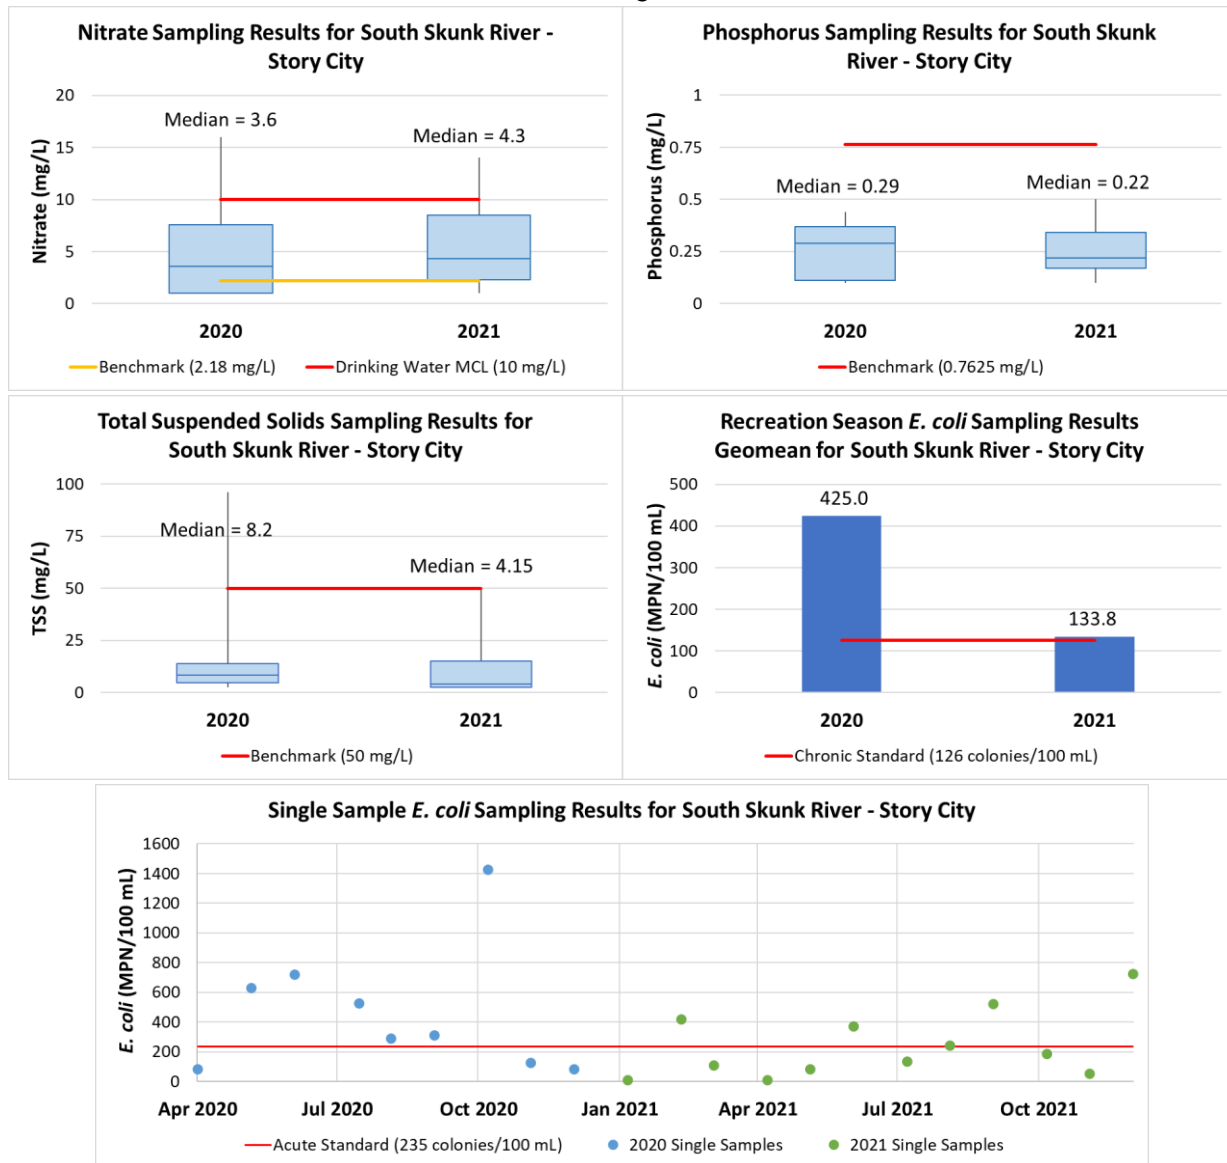 Nitrate Sampling Results for South Skunk River -
Story City
Nitrate (mg/L)
20
15
10
5
0
Median = 3.6
Median = 4.3
2020
2021
Benchmark (2.18 mg/L)
Drinking Water MCL (10 mg/L)
Phosphorus Sampling Results for South Skunk
River - Story City
Phosphorus (mg/L)
1
0.75
0.5
0.25
0
Median = 0.29
Median = 0.22
2020
2021
Benchmark (0.7625 mg/L)
Total Suspended Solids Sampling Results for
South Skunk River - Story City
TSS (mg/L)
100
75
50
25
0
Median = 8.2
Median = 4.15
2020
2021
Benchmark (50 mg/L)
Recreation Season E. coli Sampling Results
Geomean for South Skunk River - Story City
E. coli (MPN/100 mL)
500
400
300
200
100
0
425.0
133.8
2020
2021
Chronic Standard (126 colonies/100 mL)
Single Sample E. coli Sampling Results for South Skunk River - Story City
E. coli (MPN/100 mL)
1600
1400
1200
1000
800
600
400
200
0
Apr 2020
Jul 2020
Oct 2020
Jan 2021
Apr 2021
Jul 2021
Oct 2021
Acute Standard (235 colonies/100 mL)
2020 Single Samples
2021 Single Samples